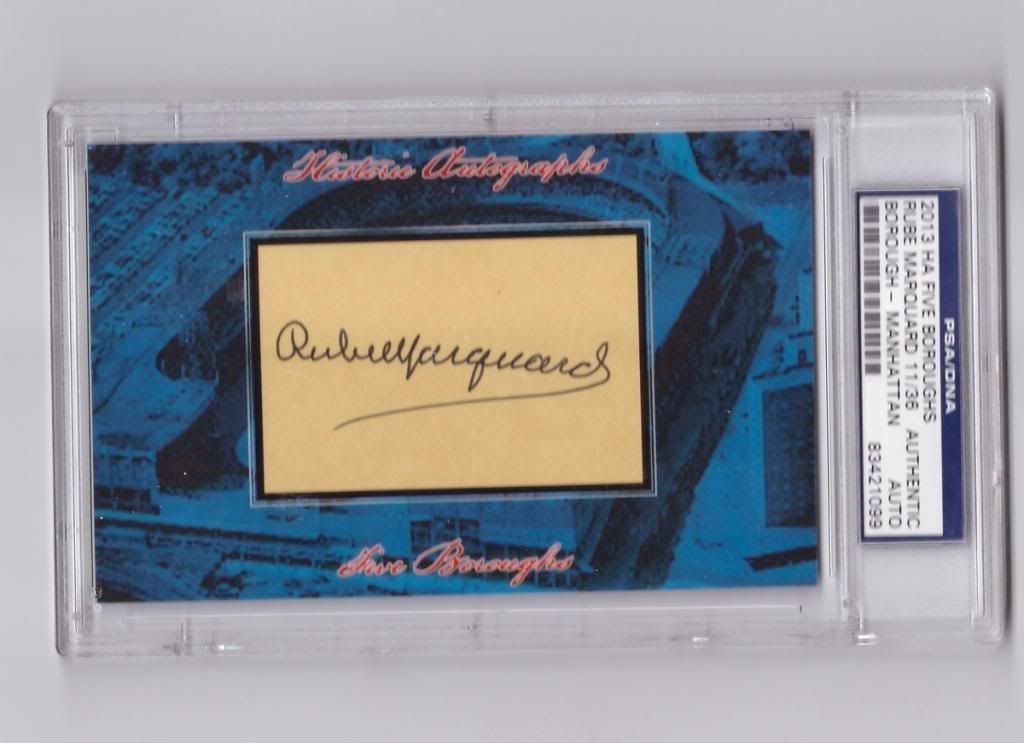 Historic Autographs
Rube Marquard
Five Boroughs
PSA/DNA
2013 HA FIVE BOROUGHS
RUBE MARQUARD 11/36 AUTHENTIC
BOROUGH - MANHATTAN AUTO
83421099